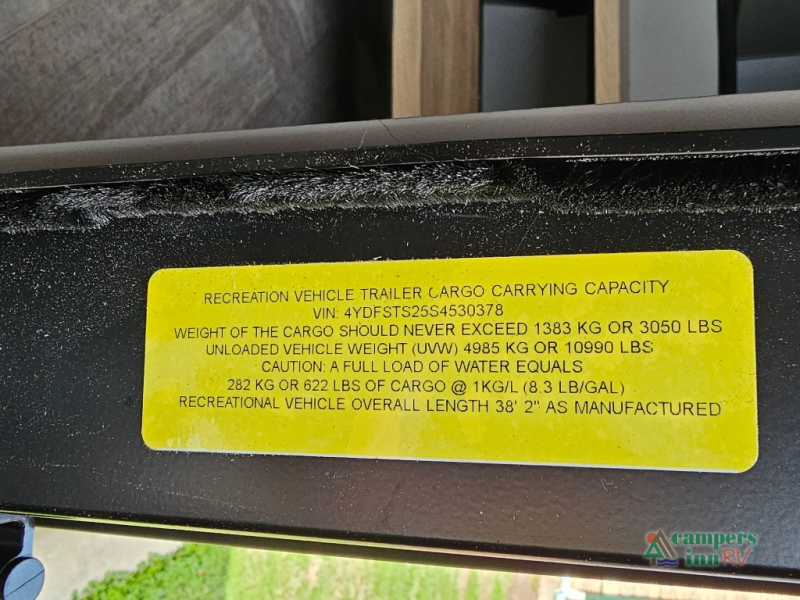 RECREATION VEHICLE TRAILER CARGO CARRYING CAPACITY
VIN: 4YDFSTS25S4530378
WEIGHT OF THE CARGO SHOULD NEVER EXCEED 1383 KG OR 3050 LBS
UNLOADED VEHICLE WEIGHT (UVW) 4985 KG OR 10990 LBS
CAUTION: A FULL LOAD OF WATER EQUALS
282 KG OR 622 LBS OF CARGO @ 1KG/L (8.3 LB/GAL)
RECREATIONAL VEHICLE OVERALL LENGTH 38' 2" AS MANUFACTURED
campers
inn RV